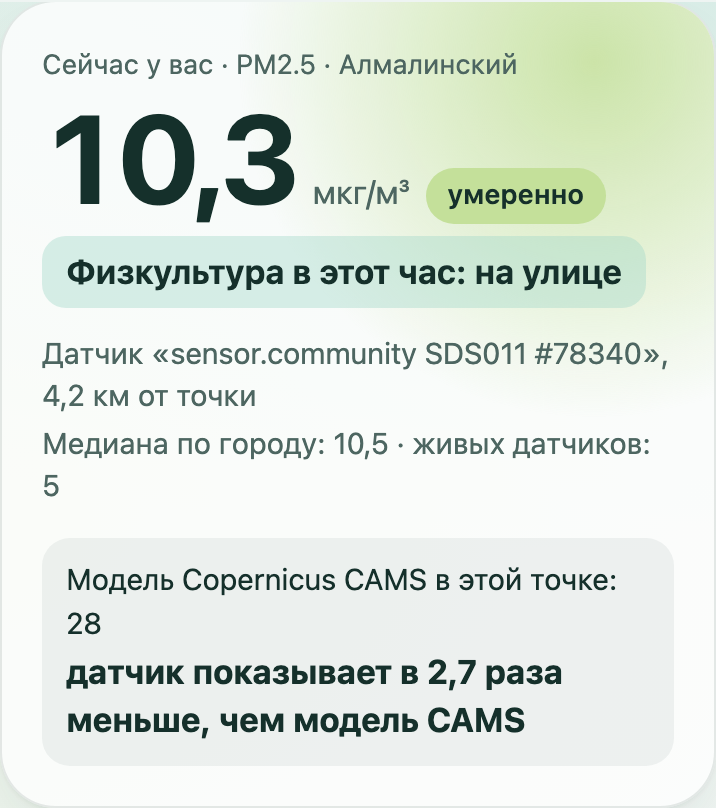 Сейчас у вас · PM2.5 · Алмалинский
10,3 мкг/м³ умеренно
Физкультура в этот час: на улице
Датчик «sensor.community SDS011 #78340»,
4,2 км от точки
Медиана по городу: 10,5 · живых датчиков:
5
Модель Copernicus CAMS в этой точке:
28
датчик показывает в 2,7 раза
меньше, чем модель CAMS